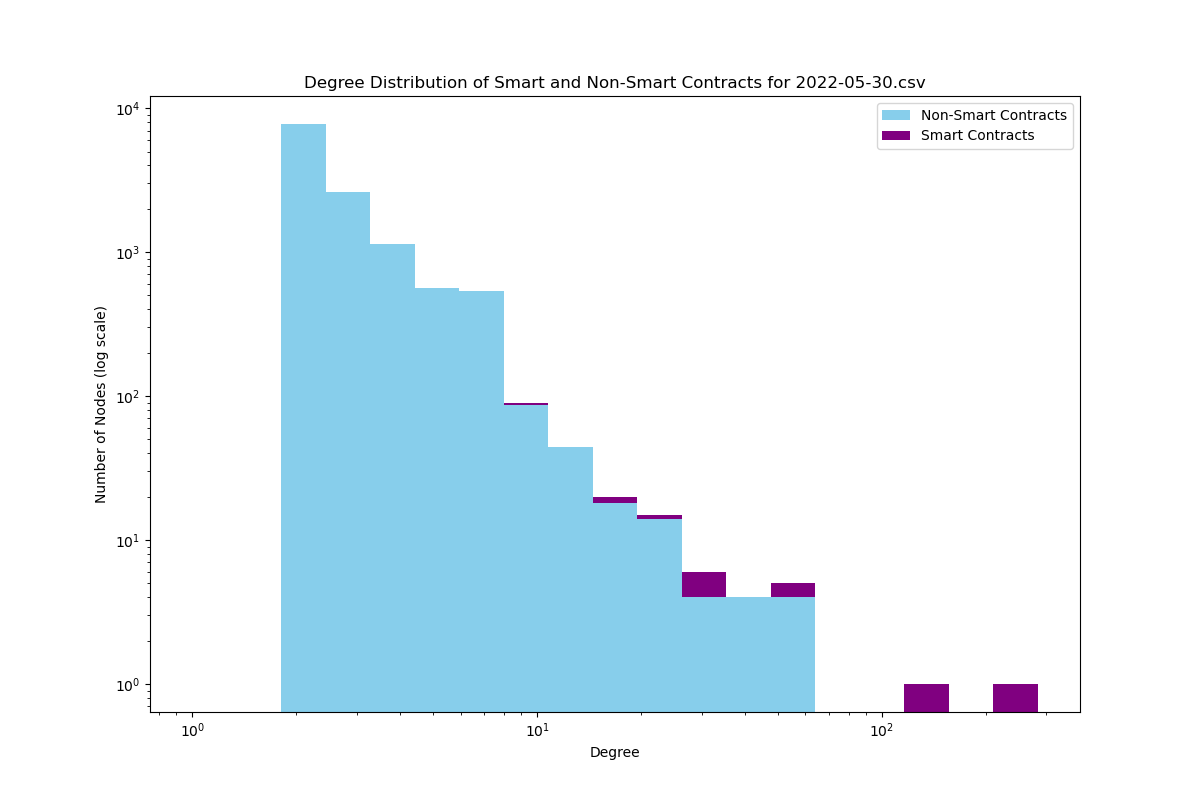 Degree Distribution of Smart and Non-Smart Contracts for 2022-05-30.csv
Non-Smart Contracts
Smart Contracts
Number of Nodes (log scale)
10⁴
10³
10²
10¹
10⁰
10⁰ 10¹ 10²
Degree